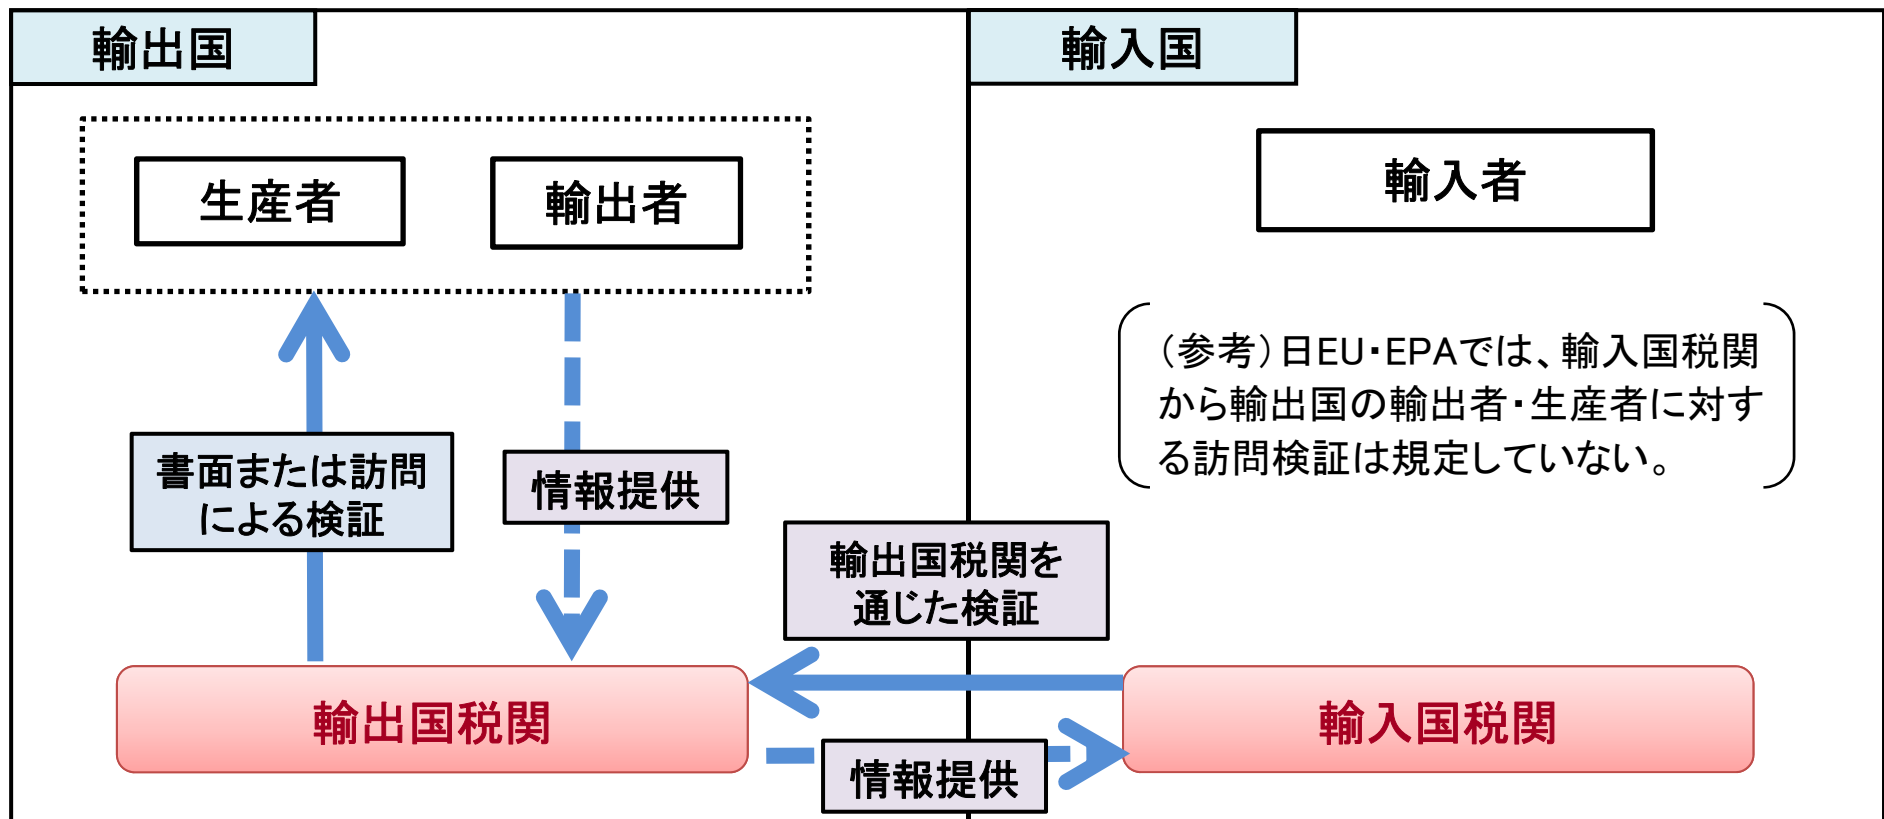 輸出国
輸入国
生産者
輸出者
輸入者
(参考)日EU・EPAでは、輸入国税関
から輸出国の輸出者・生産者に対す
る訪問検証は規定していない。
書面または訪問
による検証
情報提供
輸出国税関を
通じた検証
輸出国税関
輸入国税関
情報提供